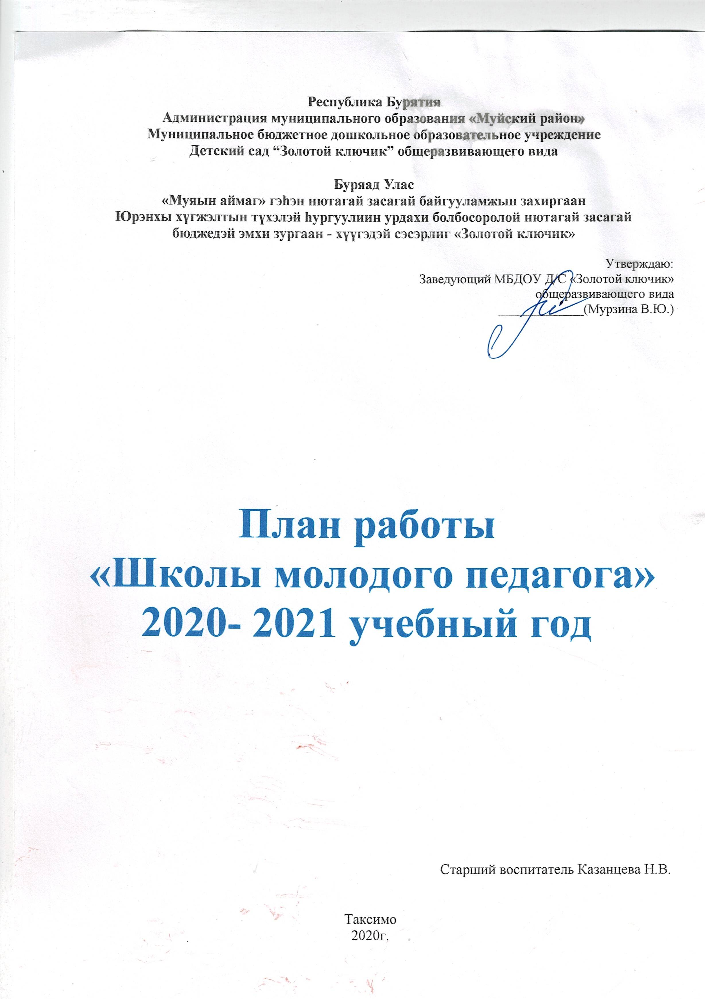 Республика Бурятия
Администрация муниципального образования «Муйский район»
Муниципальное бюджетное дошкольное образовательное учреждение
Детский сад “Золотой ключик” общеразвивающего вида
Буряад Улас
«Муяын аймаг» гэһэн нютагай засагай байгууламжын захиргаан
Юрэнхы хүгжэлтын түхэлэй һургуулиин урдахи болбосоролой нютагай засагай
бюджедэй эмхи зургаан - хүүгэдэй сэсэрлиг «Золотой ключик»
Утверждаю:
Заведующий МБДОУ Д/С «Золотой ключик»
общеразвивающего вида
______________(Мурзина В.Ю.)
План работы
«Школы молодого педагога»
2020- 2021 учебный год
Старший воспитатель Казанцева Н.В.
Таксимо
2020г.